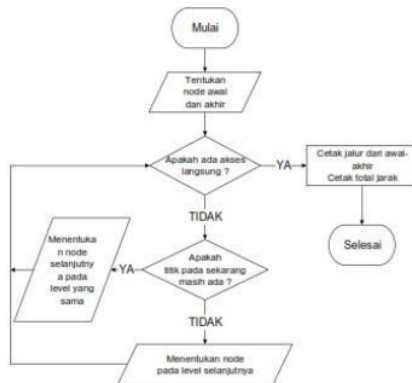 Mulai
Tentukan
node awal
dan akhir
Apakah ada akses
langsung ?
YA
Cetak jalur dari awal-
akhir
Cetak total jarak
TIDAK
Selesai
Menentuka
n node
selanjutny
a pada
level yang
sama
YA
Apakah
titik pada sekarang
masih ada ?
TIDAK
Menentukan node
pada level selanjutnya